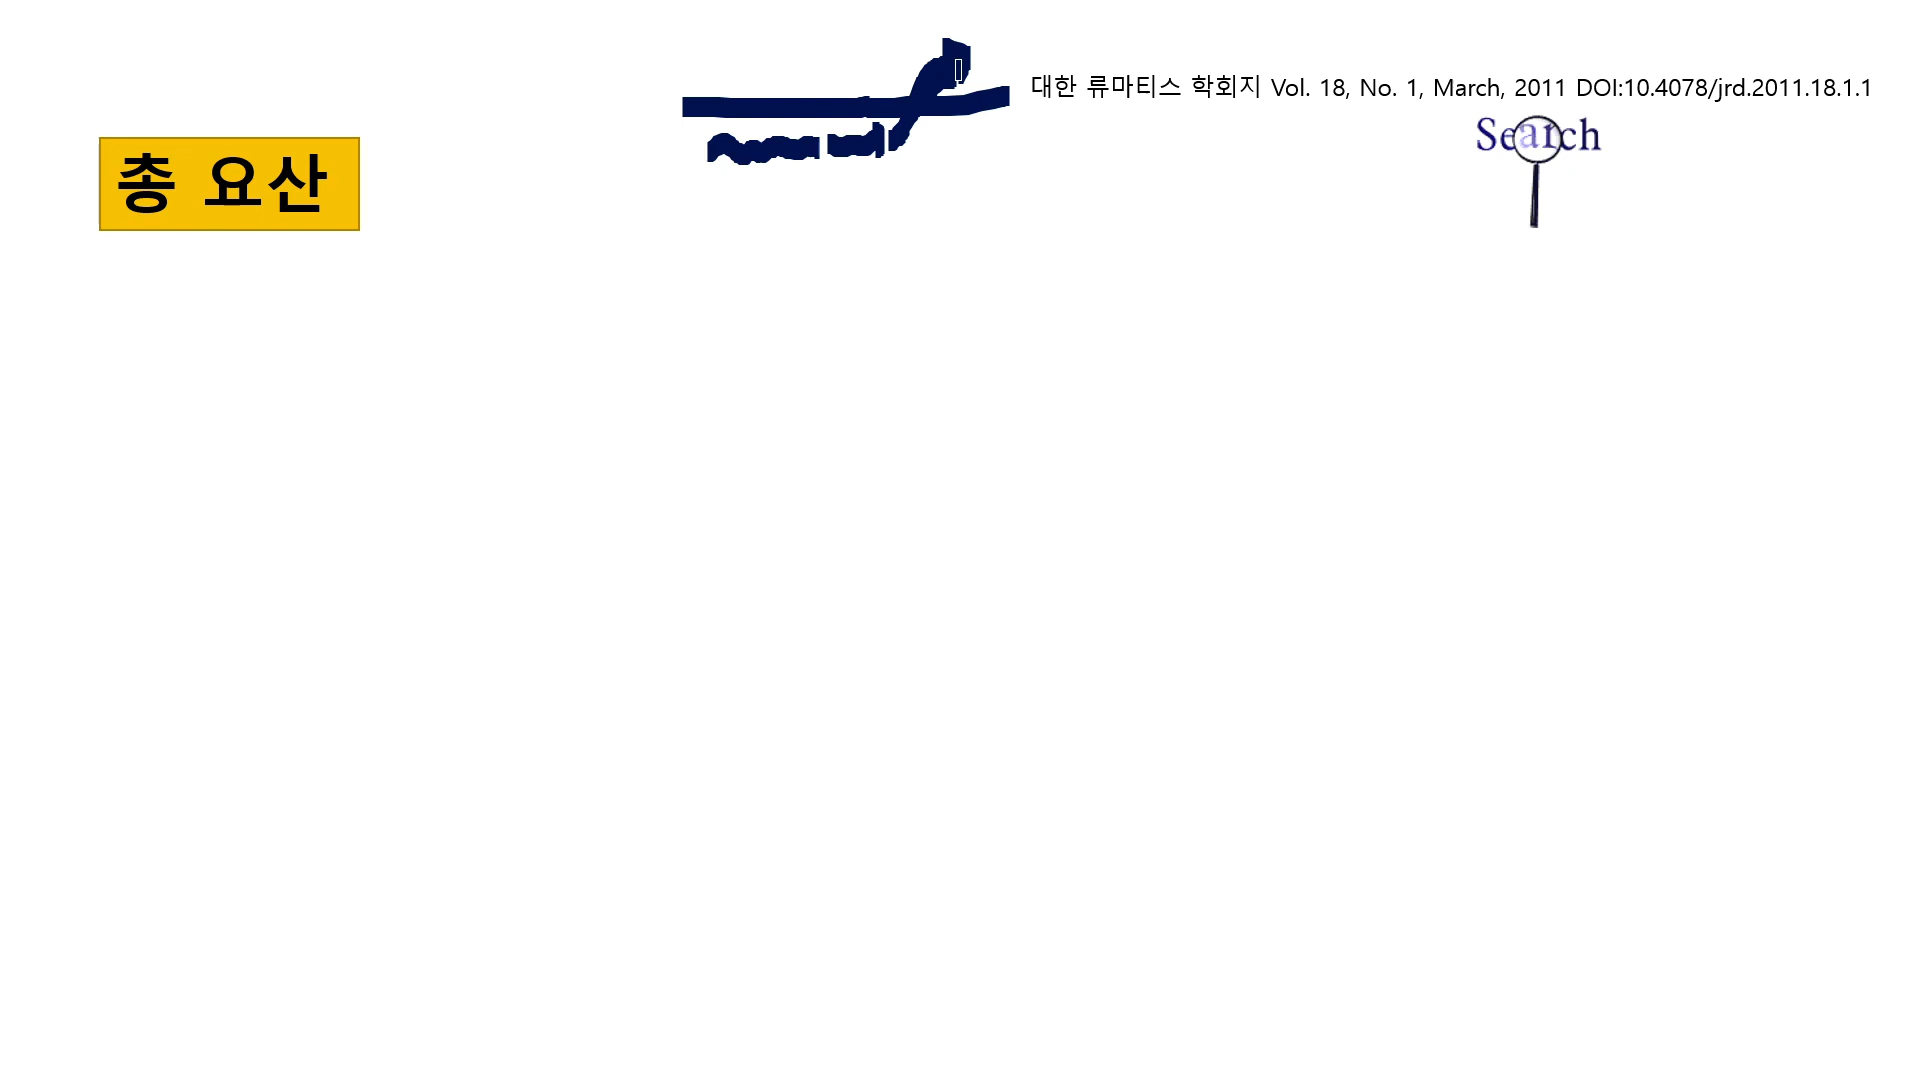 대한 류마티스 학회지 Vol. 18, No. 1, March, 2011 DOI:10.4078/jrd.2011.18.1.1
Search
총 요산